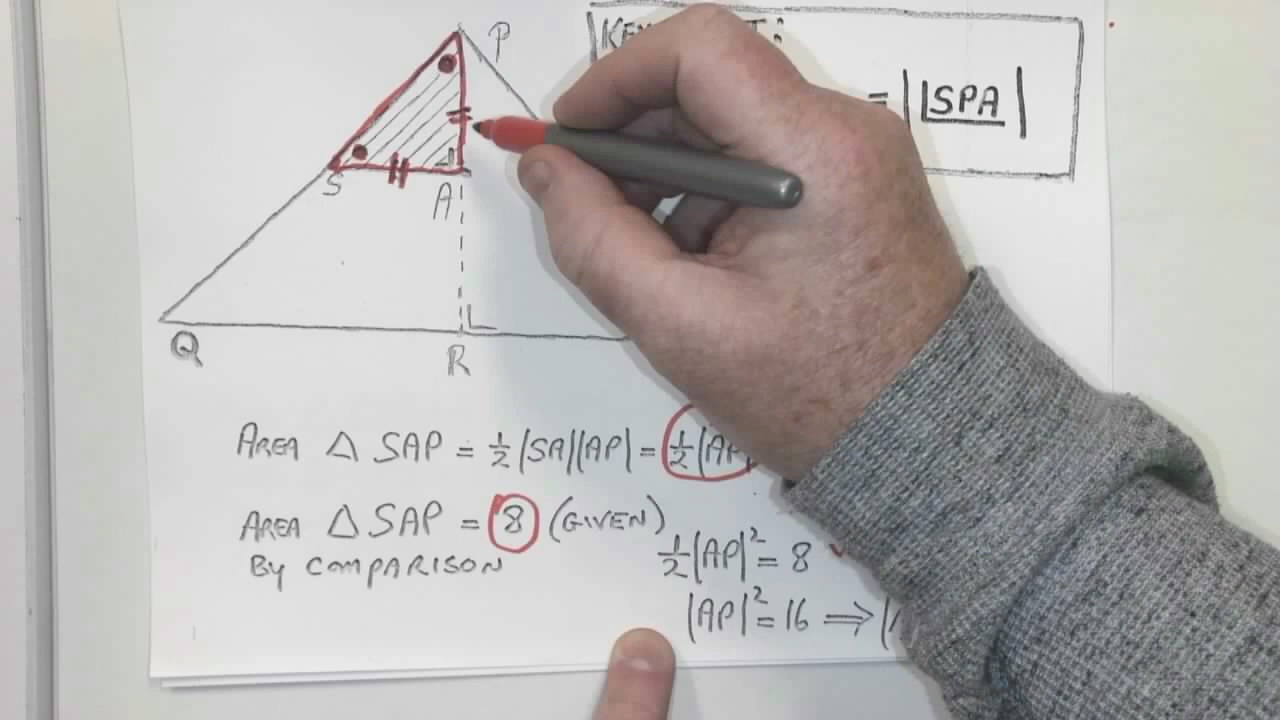 P
= |∟SPA|
S
A
Q
R
AREA △ SAP = ½|SA||AP| = ½|AP|
AREA △ SAP = 8 (GIVEN)
½|AP|² = 8
BY COMPARISON
|AP|² = 16 ⟹ |